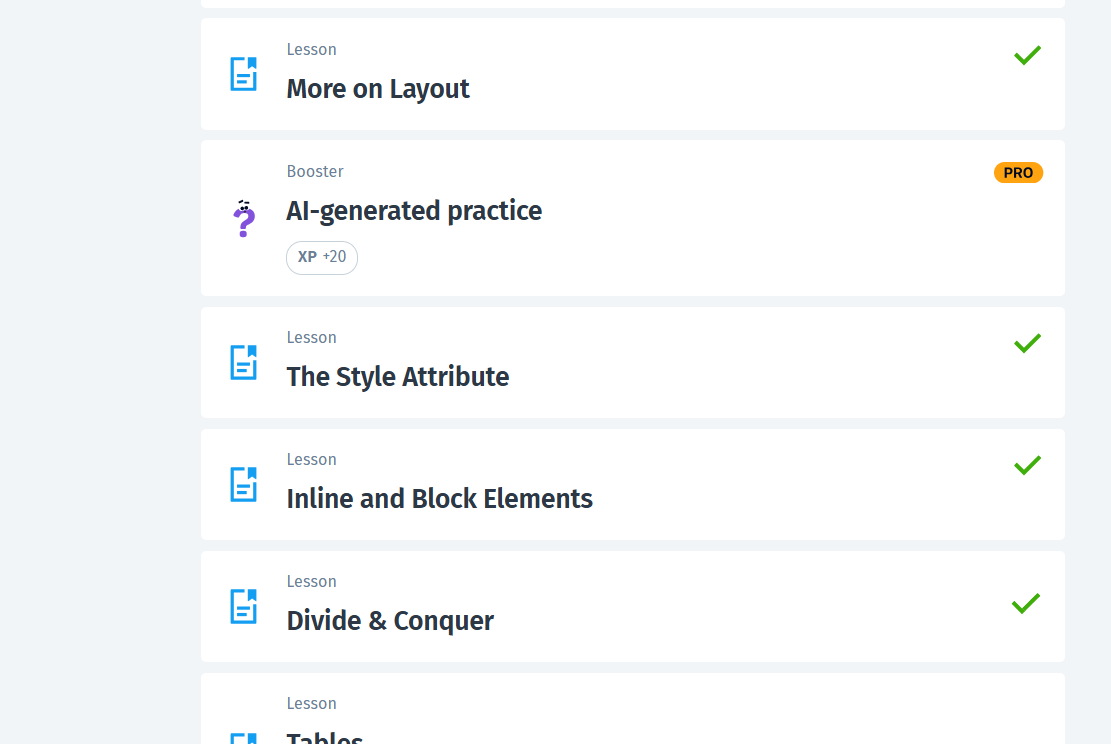 Lesson
More on Layout
Booster
PRO
AI-generated practice
XP +20
Lesson
The Style Attribute
Lesson
Inline and Block Elements
Lesson
Divide & Conquer
Lesson
Tables